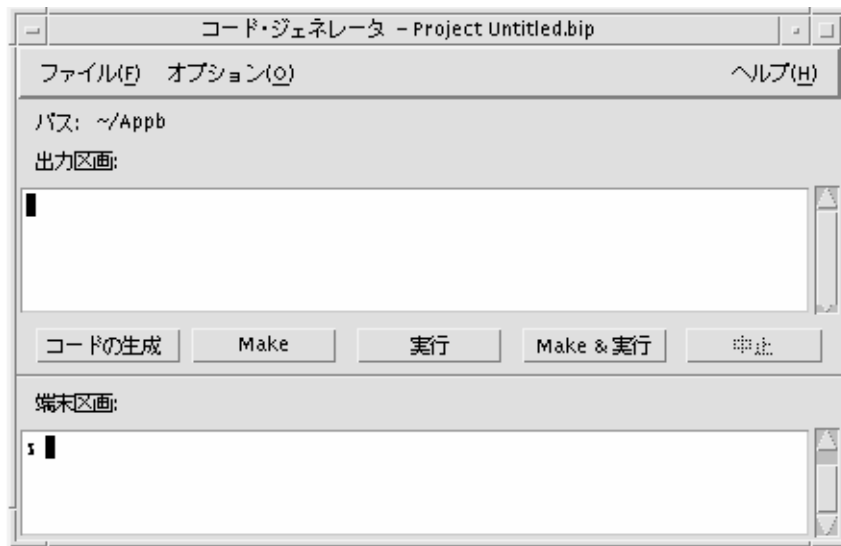 コード・ジェネレータ – Project Untitled.bip
ファイル(F) オプション(O) ヘルプ(H)
パス: ~/Appb
出力区画:
コードの生成 Make 実行 Make & 実行 中止
端末区画: